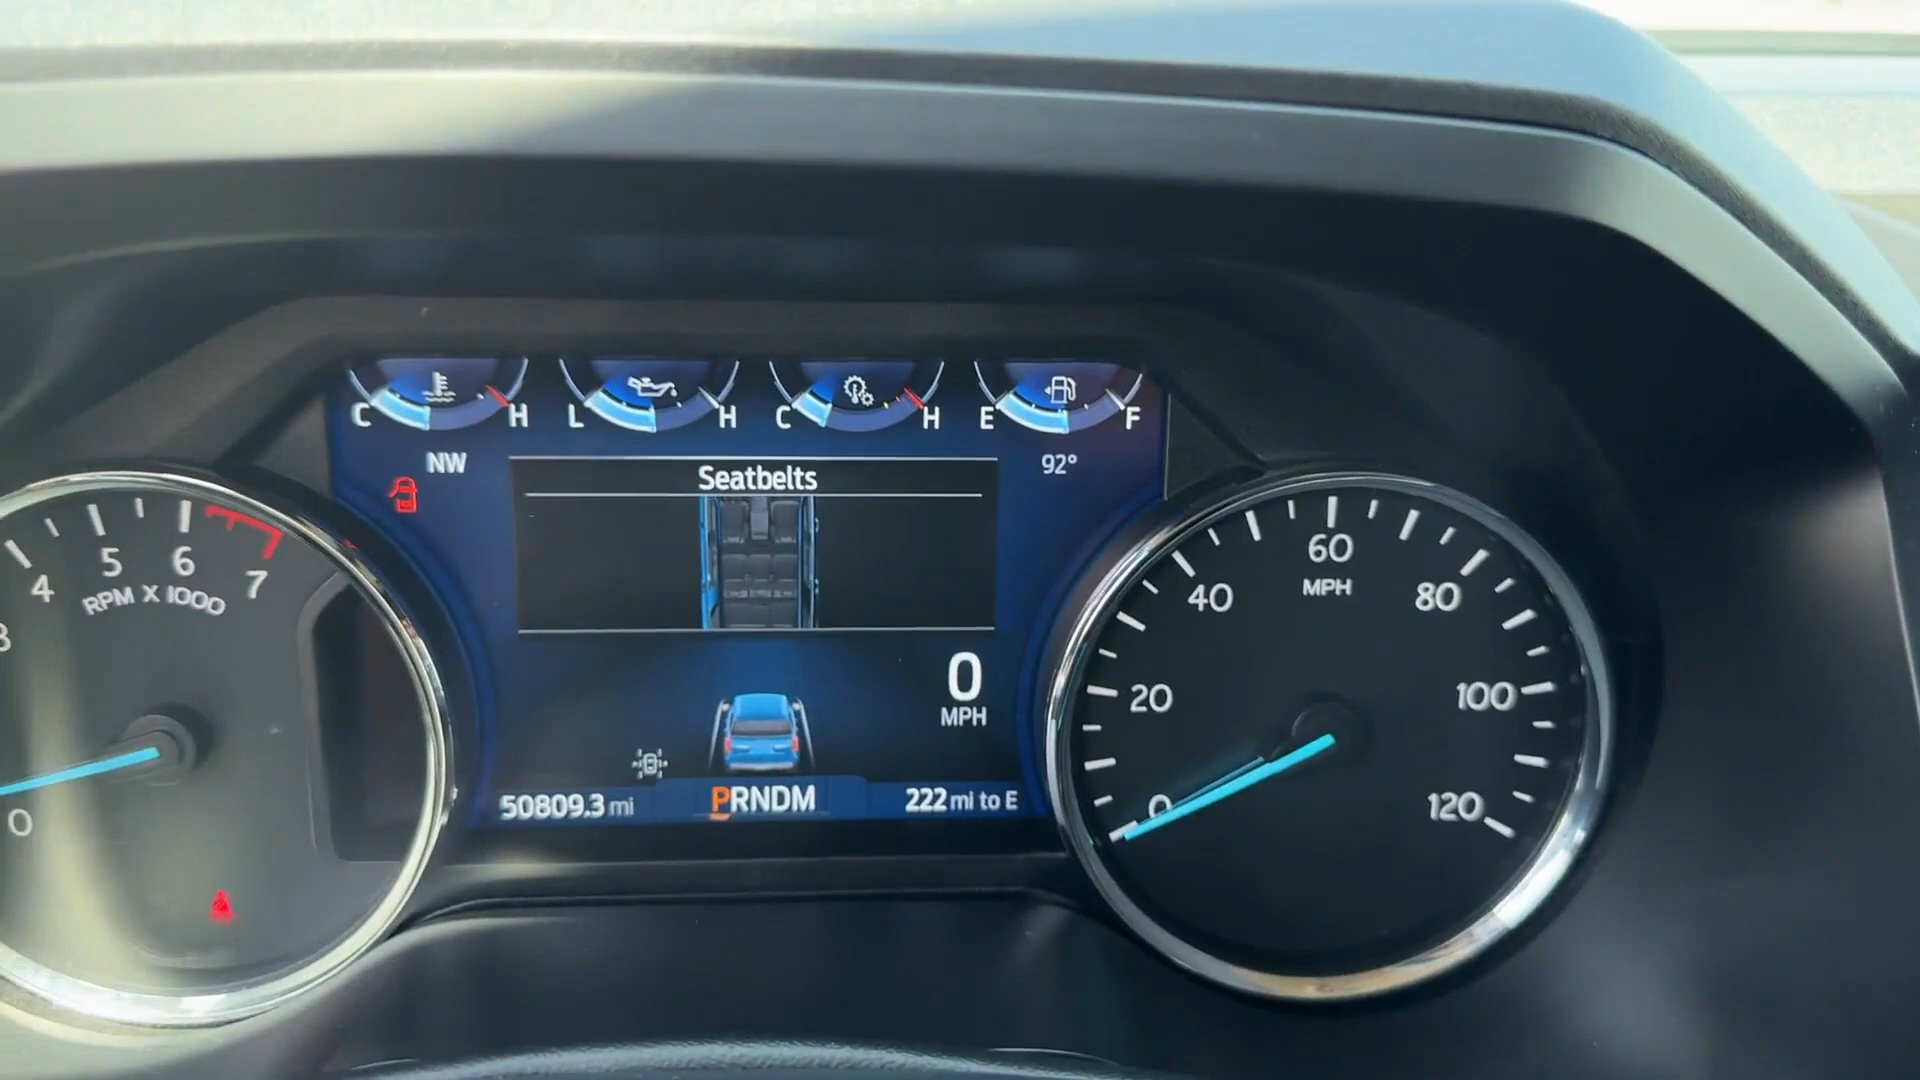 C H L H C H E F
NW 92°
Seatbelts
3 4 5 6 7
RPM X 1000
0
0
MPH
50809.3 mi
PRNDM
222 mi to E
0 20 40 60 80 100 120
MPH